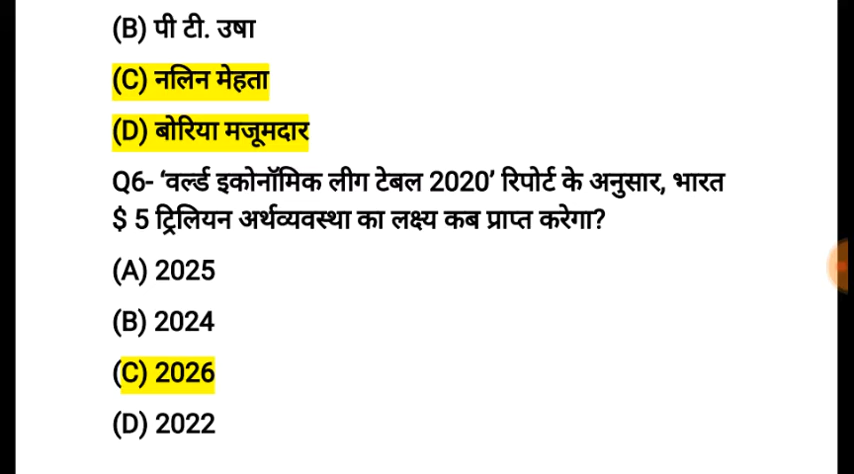 (B) पी टी. उषा
(C) नलिन मेहता
(D) बोरिया मजूमदार
Q6- ‘वर्ल्ड इकोनॉमिक लीग टेबल 2020’ रिपोर्ट के अनुसार, भारत
$ 5 ट्रिलियन अर्थव्यवस्था का लक्ष्य कब प्राप्त करेगा?
(A) 2025
(B) 2024
(C) 2026
(D) 2022